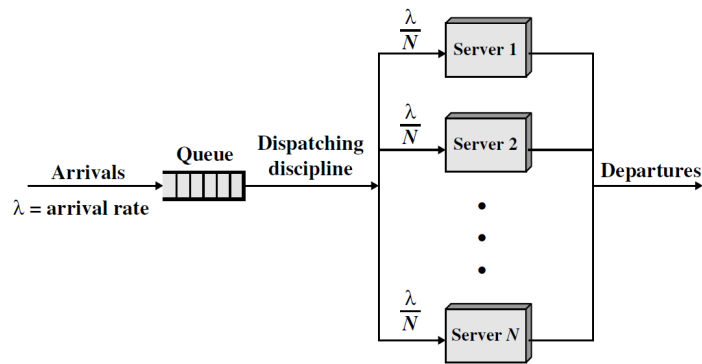 λ
N
Server 1
λ
N
Server 2
Queue
Dispatching
discipline
Arrivals
λ = arrival rate
Departures
λ
N
Server N